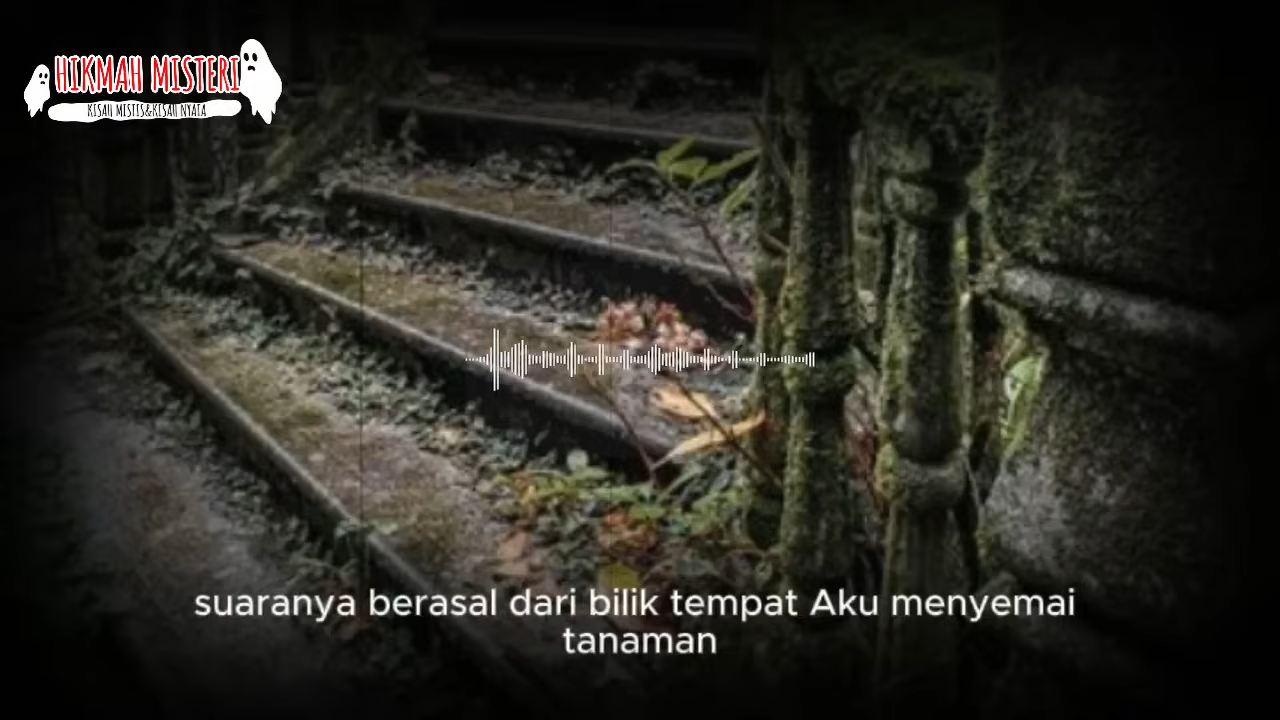 HIKMAH MISTERI
KISAH MISTIS&KISAH NYATA
suaranya berasal dari bilik tempat Aku menyemai
tanaman